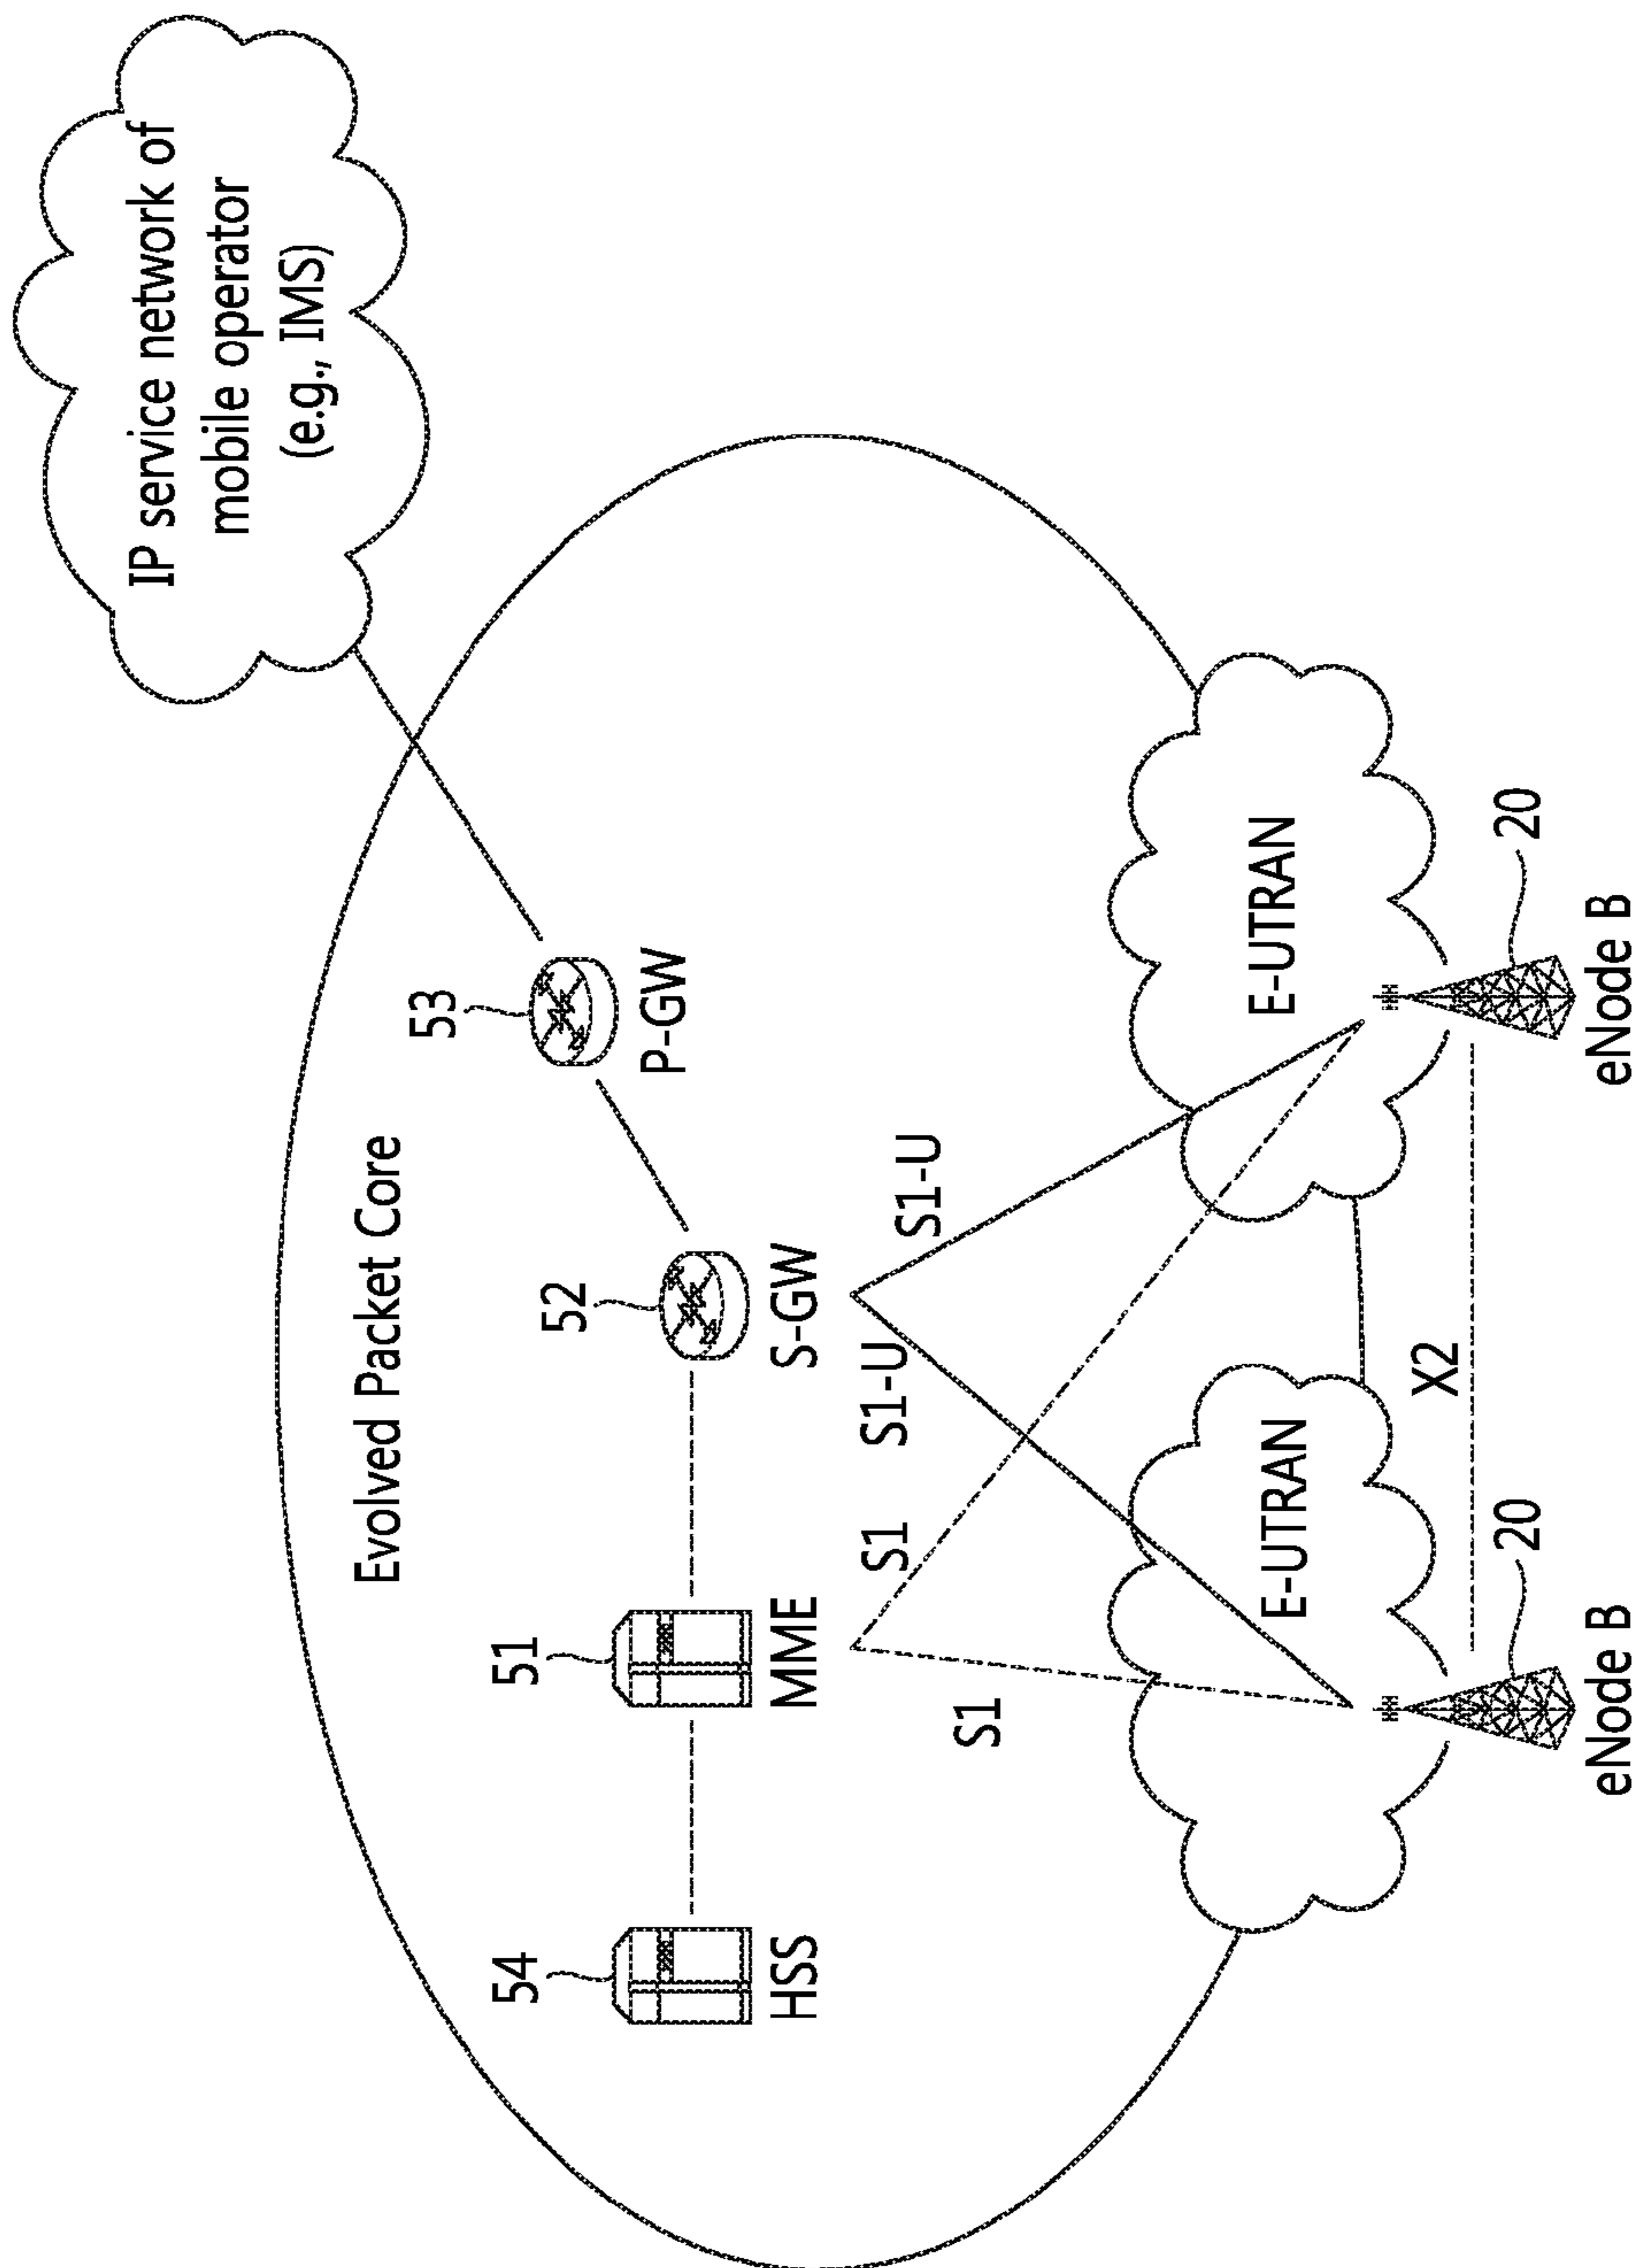 IP service network of
mobile operator
(e.g., IMS)
Evolved Packet Core
53
P-GW
52
S-GW
51
MME
54
HSS
S1-U
S1-U
S1
S1
E-UTRAN
E-UTRAN
X2
20
20
eNode B
eNode B